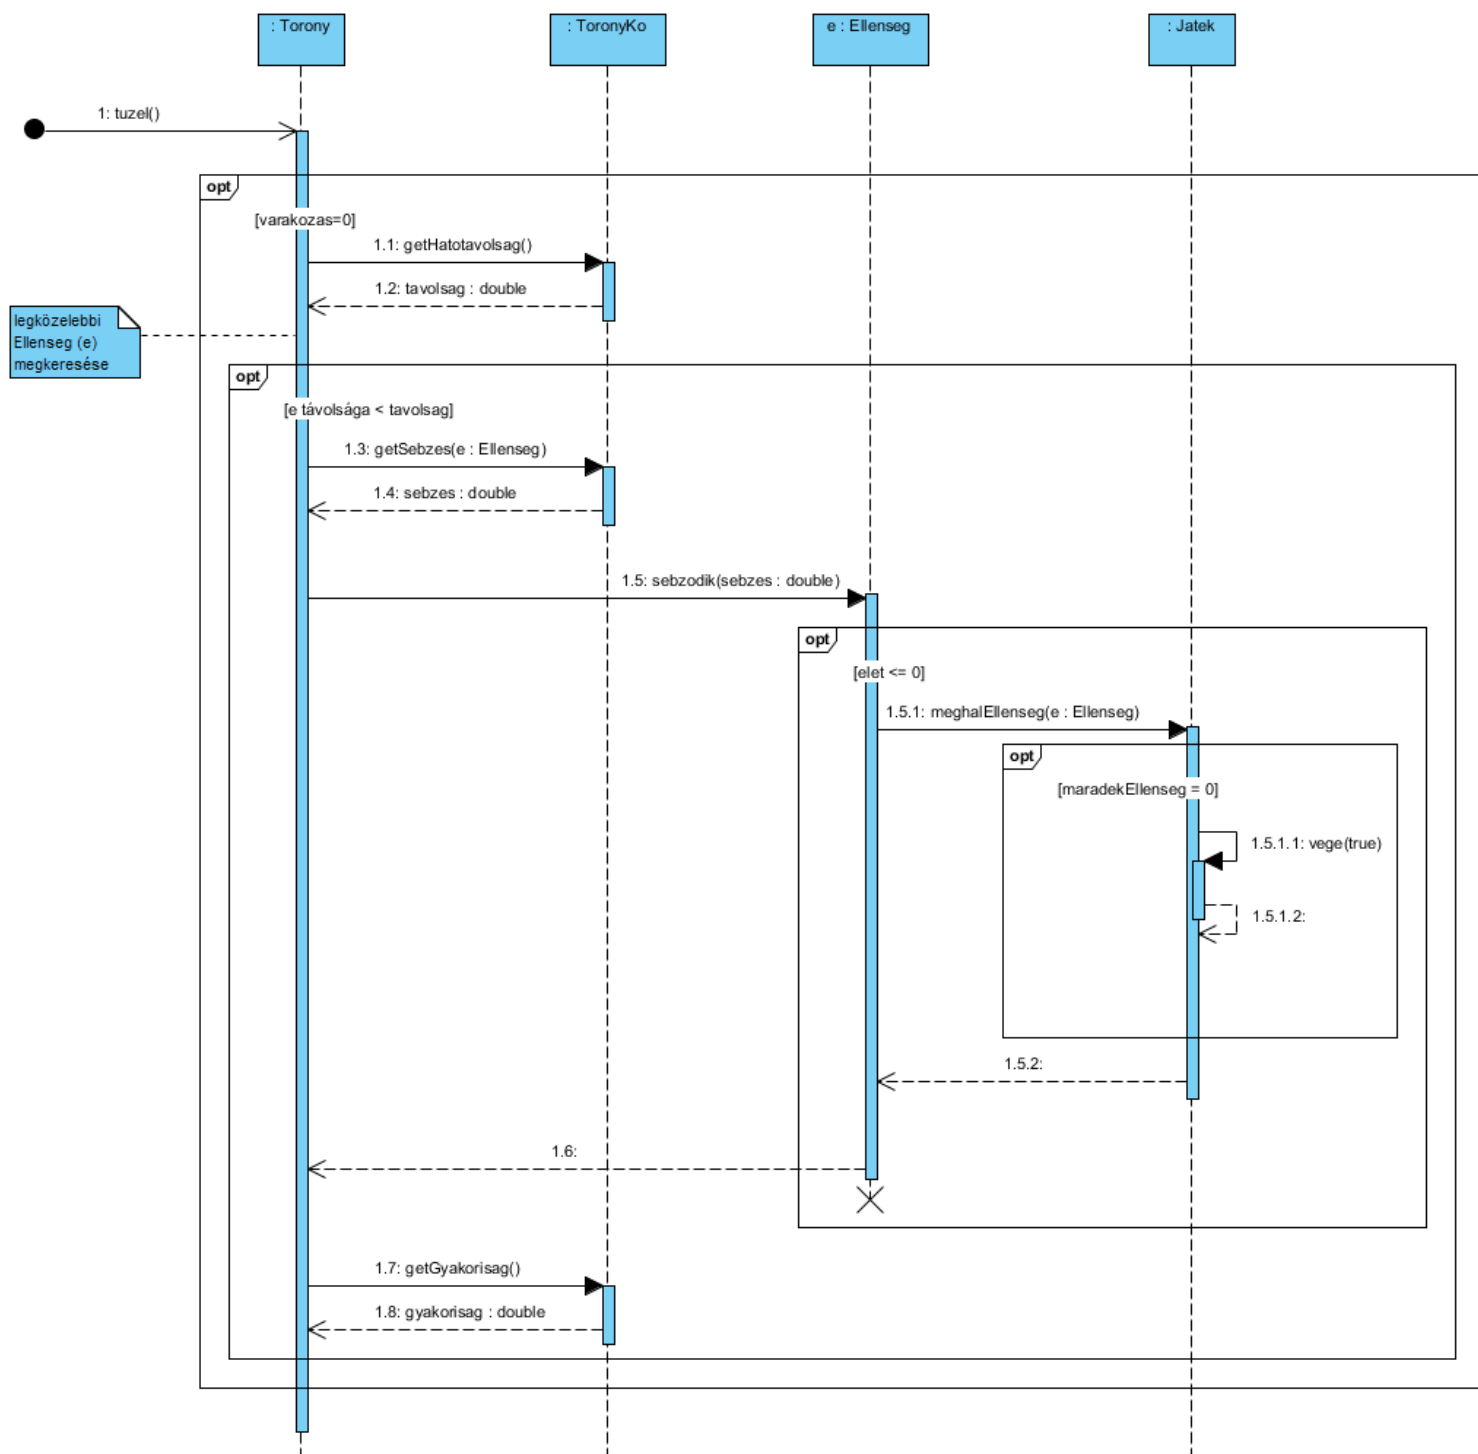 : Torony
: ToronyKo
e : Ellenseg
: Jatek
1: tuzel()
opt
[varakozas=0]
1.1: getHatotavolsag()
1.2: tavolsag : double
legközelebbi
Ellenseg (e)
megkeresése
opt
[e távolsága < tavolsag]
1.3: getSebzes(e : Ellenseg)
1.4: sebzes : double
1.5: sebzodik(sebzes : double)
opt
[elet <= 0]
1.5.1: meghalEllenseg(e : Ellenseg)
opt
[maradekEllenseg = 0]
1.5.1.1: vege(true)
1.5.1.2:
1.5.2:
1.6:
1.7: getGyakorisag()
1.8: gyakorisag : double